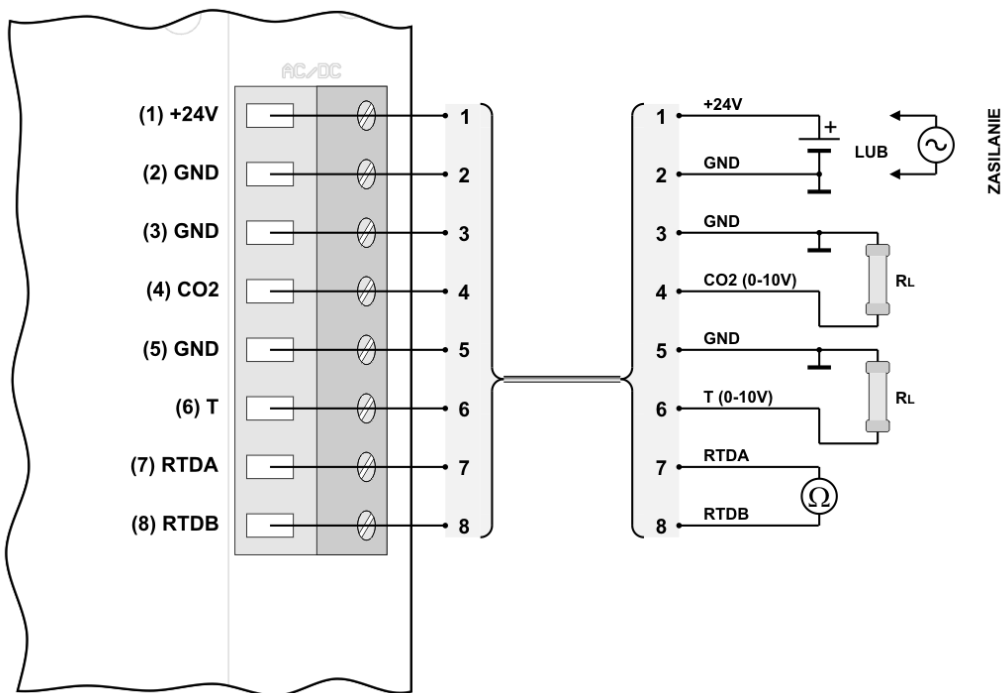 AC/DC
(1) +24V
(2) GND
(3) GND
(4) CO2
(5) GND
(6) T
(7) RTDA
(8) RTDB
1
2
3
4
5
6
7
8
1
2
3
4
5
6
7
8
+24V
GND
GND
CO2 (0-10V)
GND
T (0-10V)
RTDA
RTDB
+
LUB
ZASILANIE
RL
RL
Ω